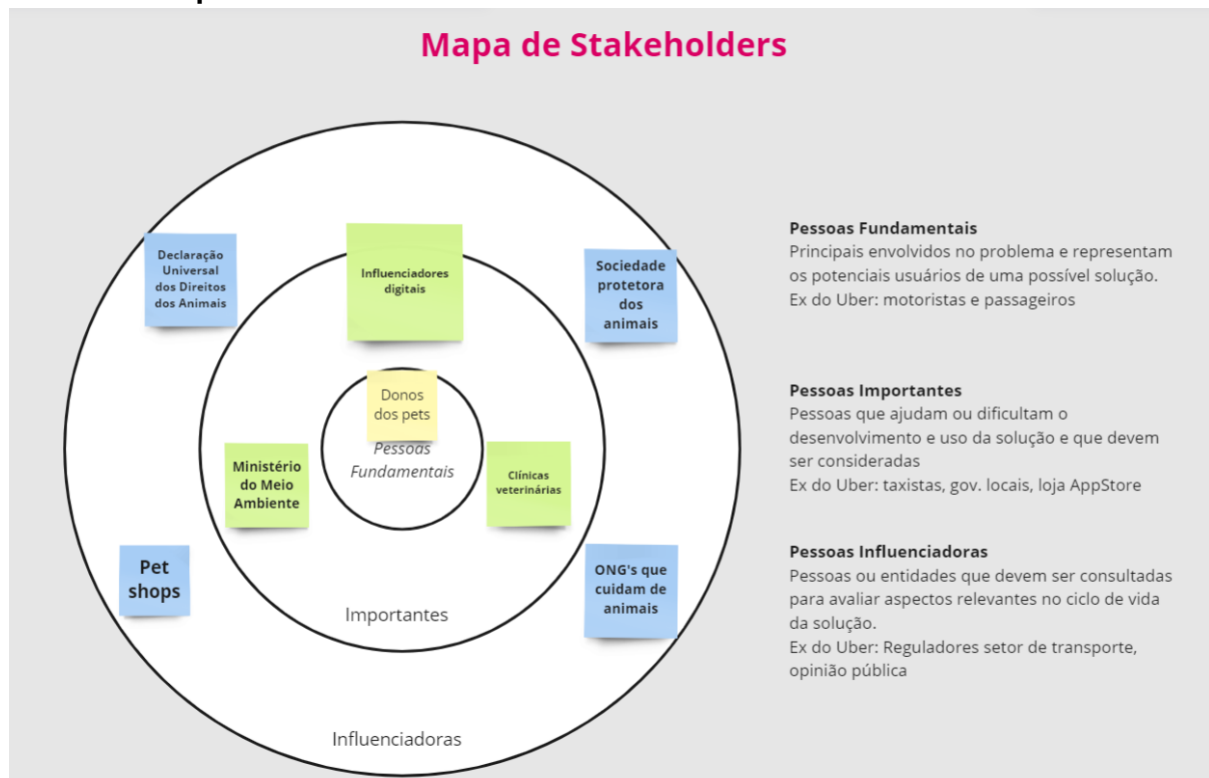 Mapa de Stakeholders
Declaração
Universal
dos Direitos
dos Animais
Influenciadores
digitais
Sociedade
protetora
dos
animais
Donos
dos pets
Pessoas
Fundamentais
Ministério
do Meio
Ambiente
Clínicas
veterinárias
Pet
shops
ONG's que
cuidam de
animais
Importantes
Influenciadoras
Pessoas Fundamentais
Principais envolvidos no problema e representam
os potenciais usuários de uma possível solução.
Ex do Uber: motoristas e passageiros
Pessoas Importantes
Pessoas que ajudam ou dificultam o
desenvolvimento e uso da solução e que devem
ser consideradas
Ex do Uber: taxistas, gov. locais, loja AppStore
Pessoas Influenciadoras
Pessoas ou entidades que devem ser consultadas
para avaliar aspectos relevantes no ciclo de vida
da solução.
Ex do Uber: Reguladores setor de transporte,
opinião pública